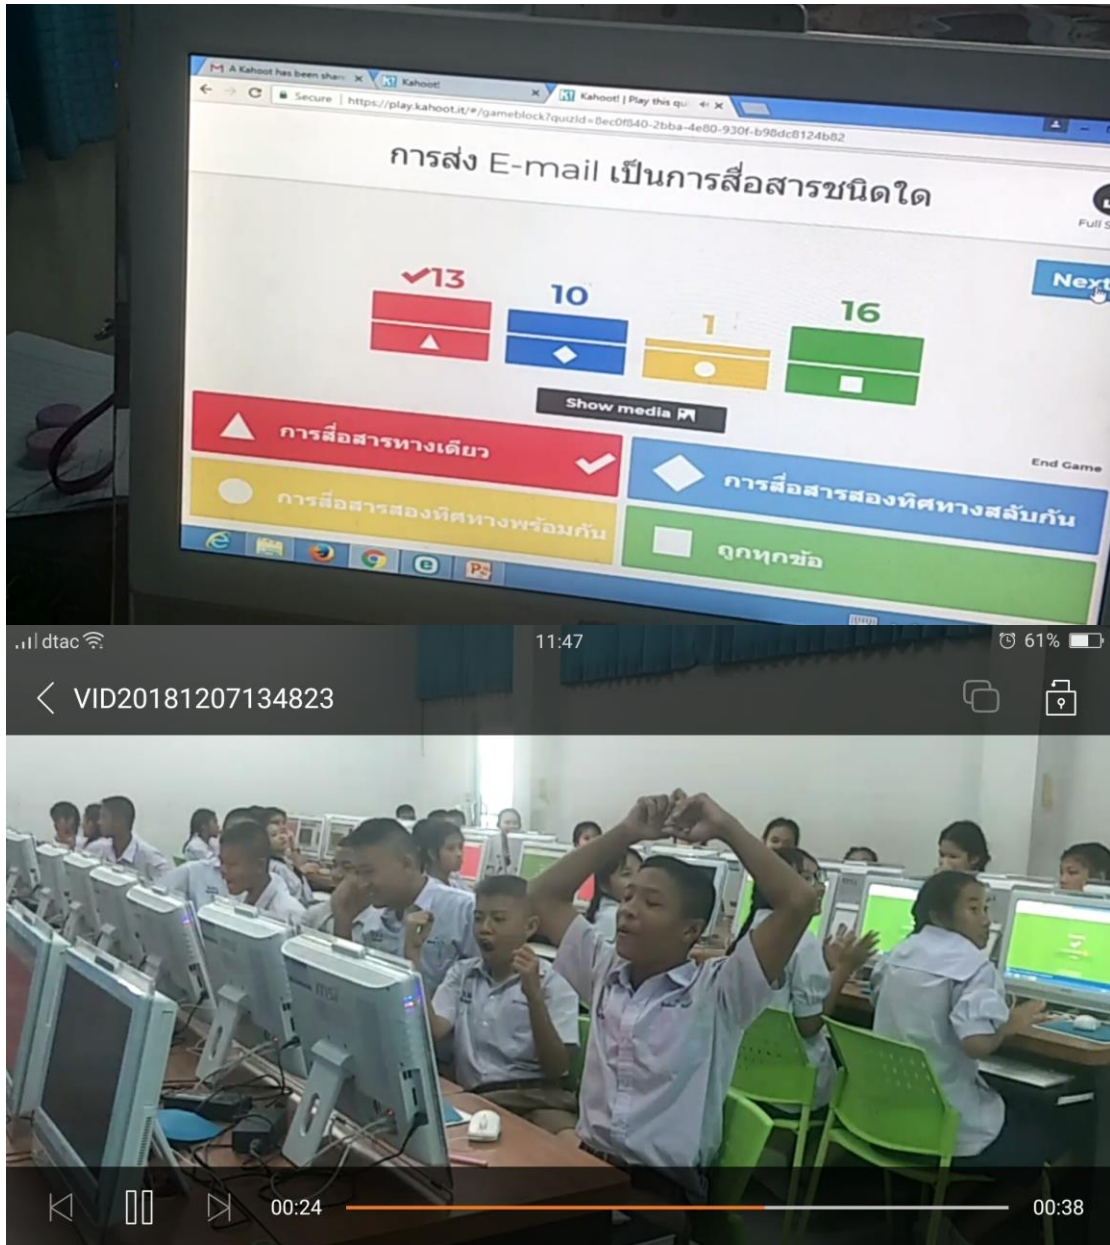 A Kahoot has been share
Kahoot!
Kahoot! | Play this qu
Secure | https://play.kahoot.it/#/gameblock?quizId=8ec0f840-2bba-4e80-930f-b98dc8124b82
การส่ง E-mail เป็นการสื่อสารชนิดใด
Full S
Next
13
10
1
16
Show media
End Game
การสื่อสารทางเดียว
การสื่อสารสองทิศทางสลับกัน
การสื่อสารสองทิศทางพร้อมกัน
ถูกทุกข้อ
dtac
11:47
61%
VID20181207134823
msi
00:24
00:38